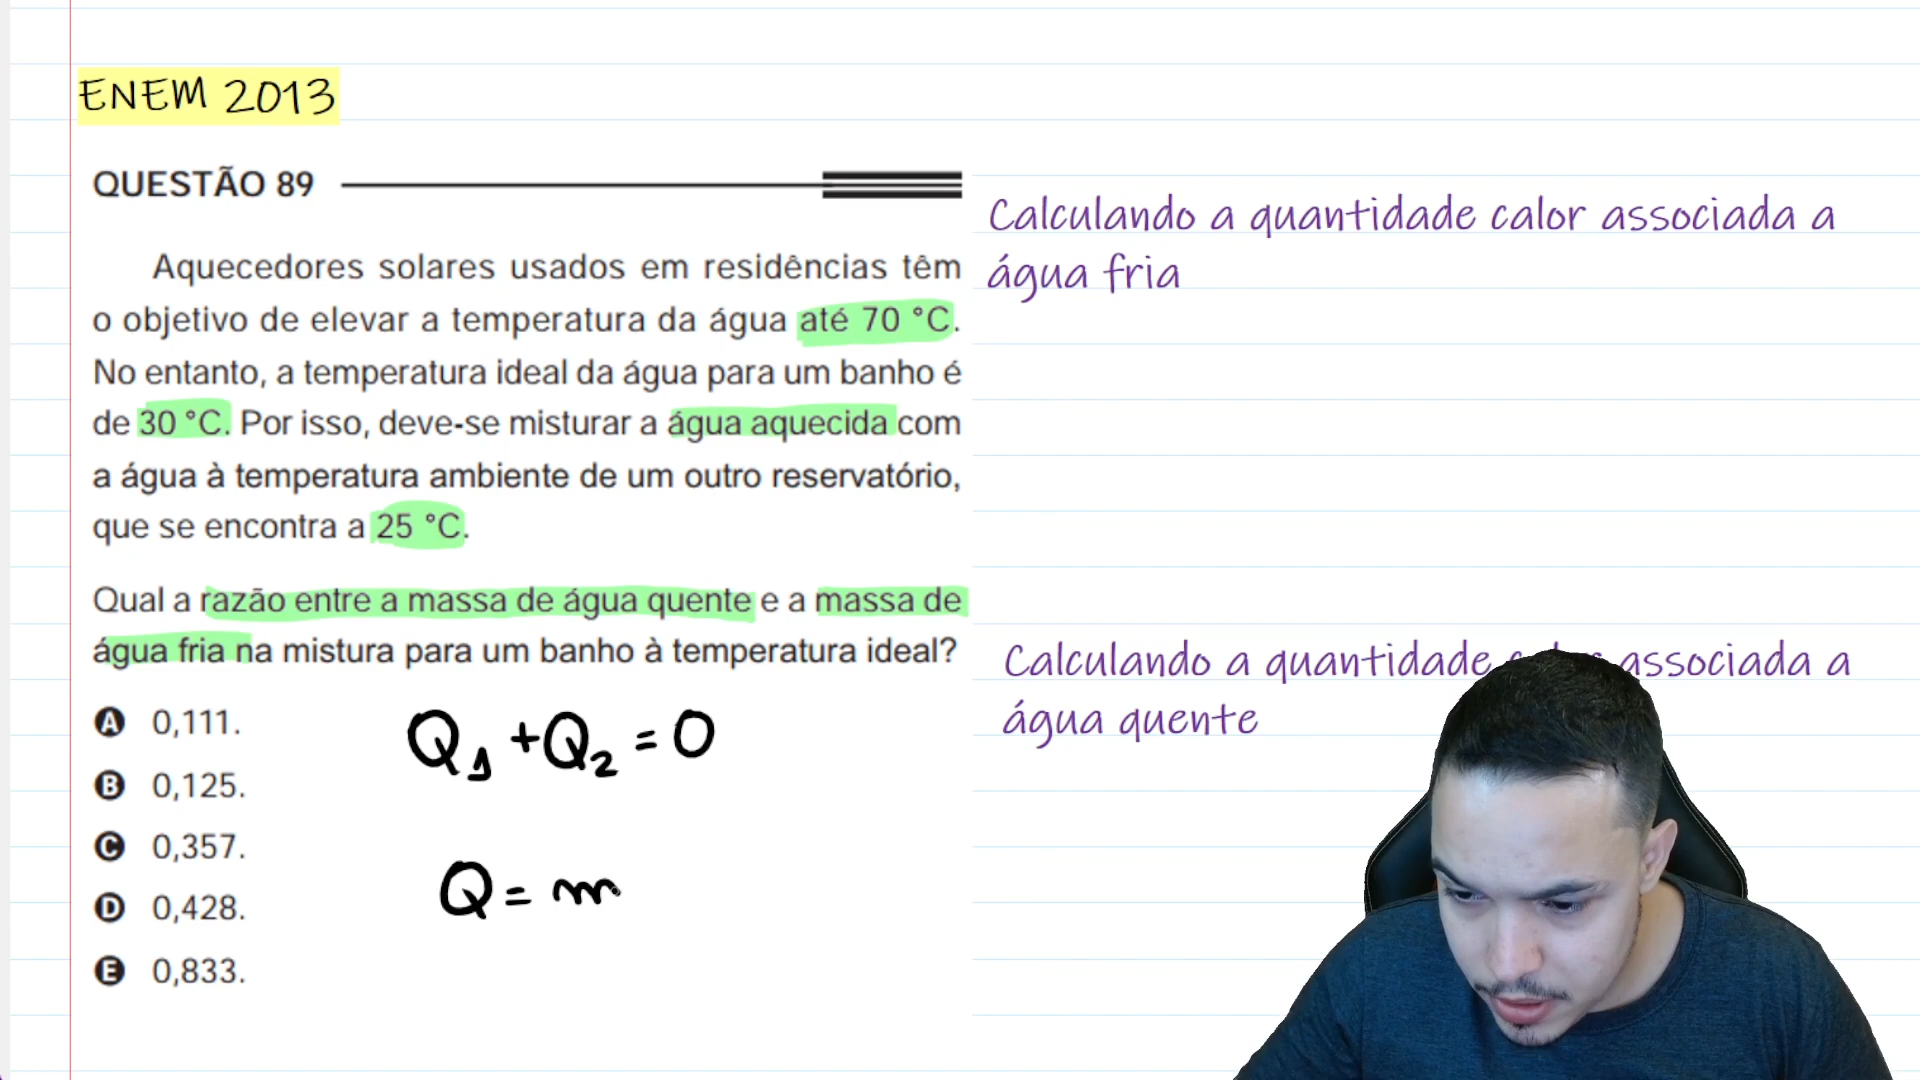 ENEM 2013
QUESTÃO 89
Aquecedores solares usados em residências têm
o objetivo de elevar a temperatura da água até 70 °C.
No entanto, a temperatura ideal da água para um banho é
de 30 °C. Por isso, deve-se misturar a água aquecida com
a água à temperatura ambiente de um outro reservatório,
que se encontra a 25 °C.
Qual a razão entre a massa de água quente e a massa de
água fria na mistura para um banho à temperatura ideal?
A 0,111.
B 0,125.
C 0,357.
D 0,428.
E 0,833.
Q₁ + Q₂ = 0
Q = m
Calculando a quantidade calor associada a
água fria
Calculando a quantidade associada a
água quente